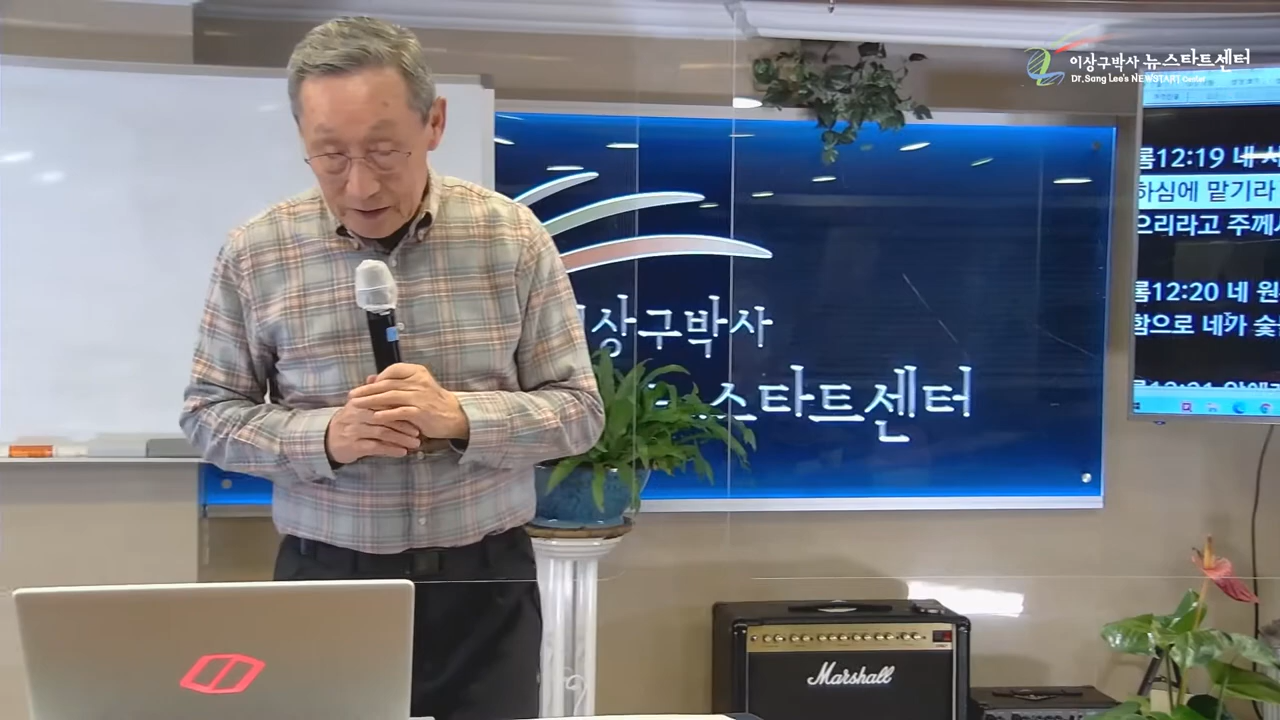 이상구박사 뉴스타트센터
Dr. Sang Lee's NEWSTART Center
롬12:19 내
하심에 맡기라
으리라고 주께서
롬12:20 네 원
함으로 네가 숯
상구박사
스타트센터
Marshall